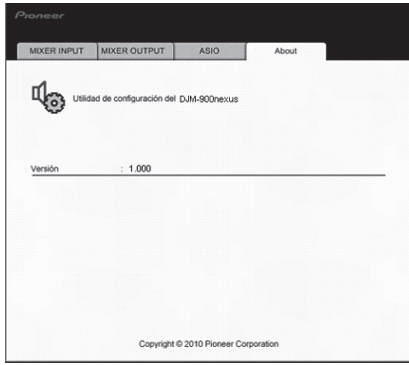 Pioneer
MIXER INPUT MIXER OUTPUT ASIO About
Utilidad de configuración del DJM-900nexus
Versión : 1.000
Copyright © 2010 Pioneer Corporation